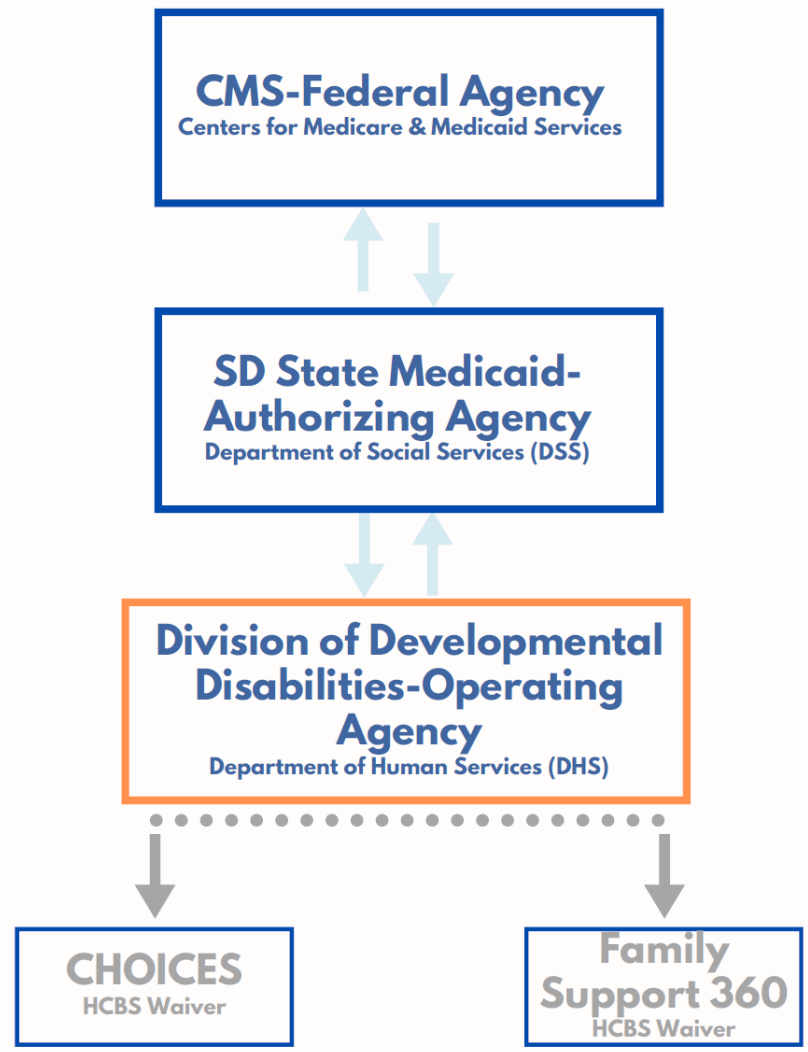 CMS-Federal Agency
Centers for Medicare & Medicaid Services
SD State Medicaid-
Authorizing Agency
Department of Social Services (DSS)
Division of Developmental
Disabilities-Operating
Agency
Department of Human Services (DHS)
CHOICES
HCBS Waiver
Family
Support 360
HCBS Waiver